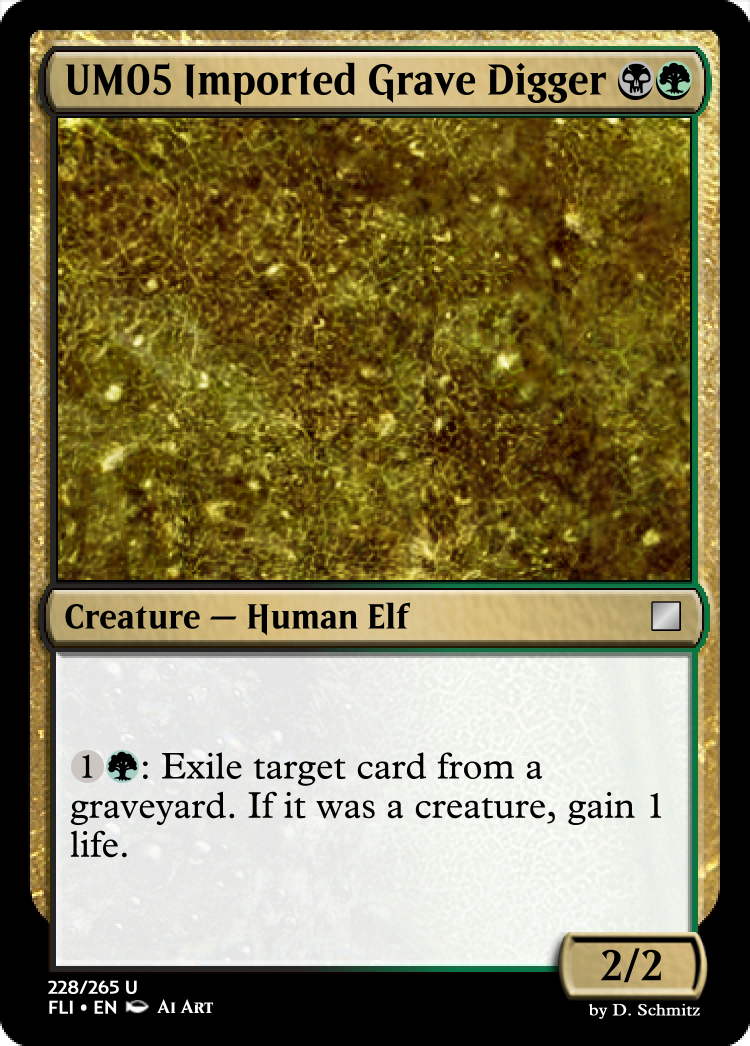 UM05 Imported Grave Digger
Creature — Human Elf
1: Exile target card from a
graveyard. If it was a creature, gain 1
life.
2/2
228/265 U
FLI • EN AI ART
by D. Schmitz